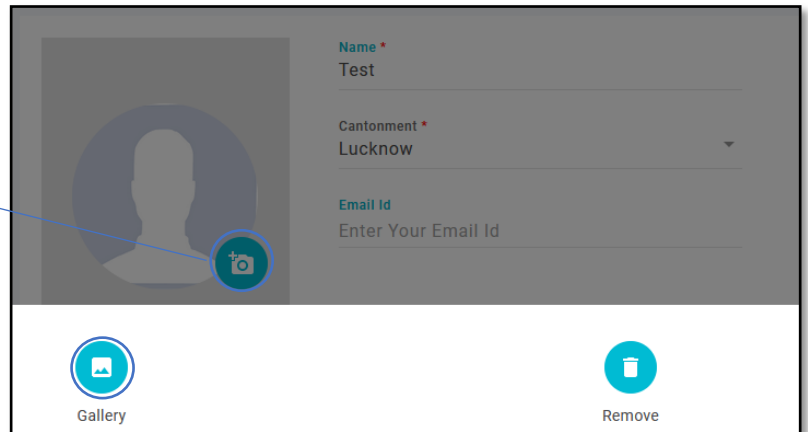 Name *
Test
Cantonment *
Lucknow
Email Id
Enter Your Email Id
Gallery
Remove